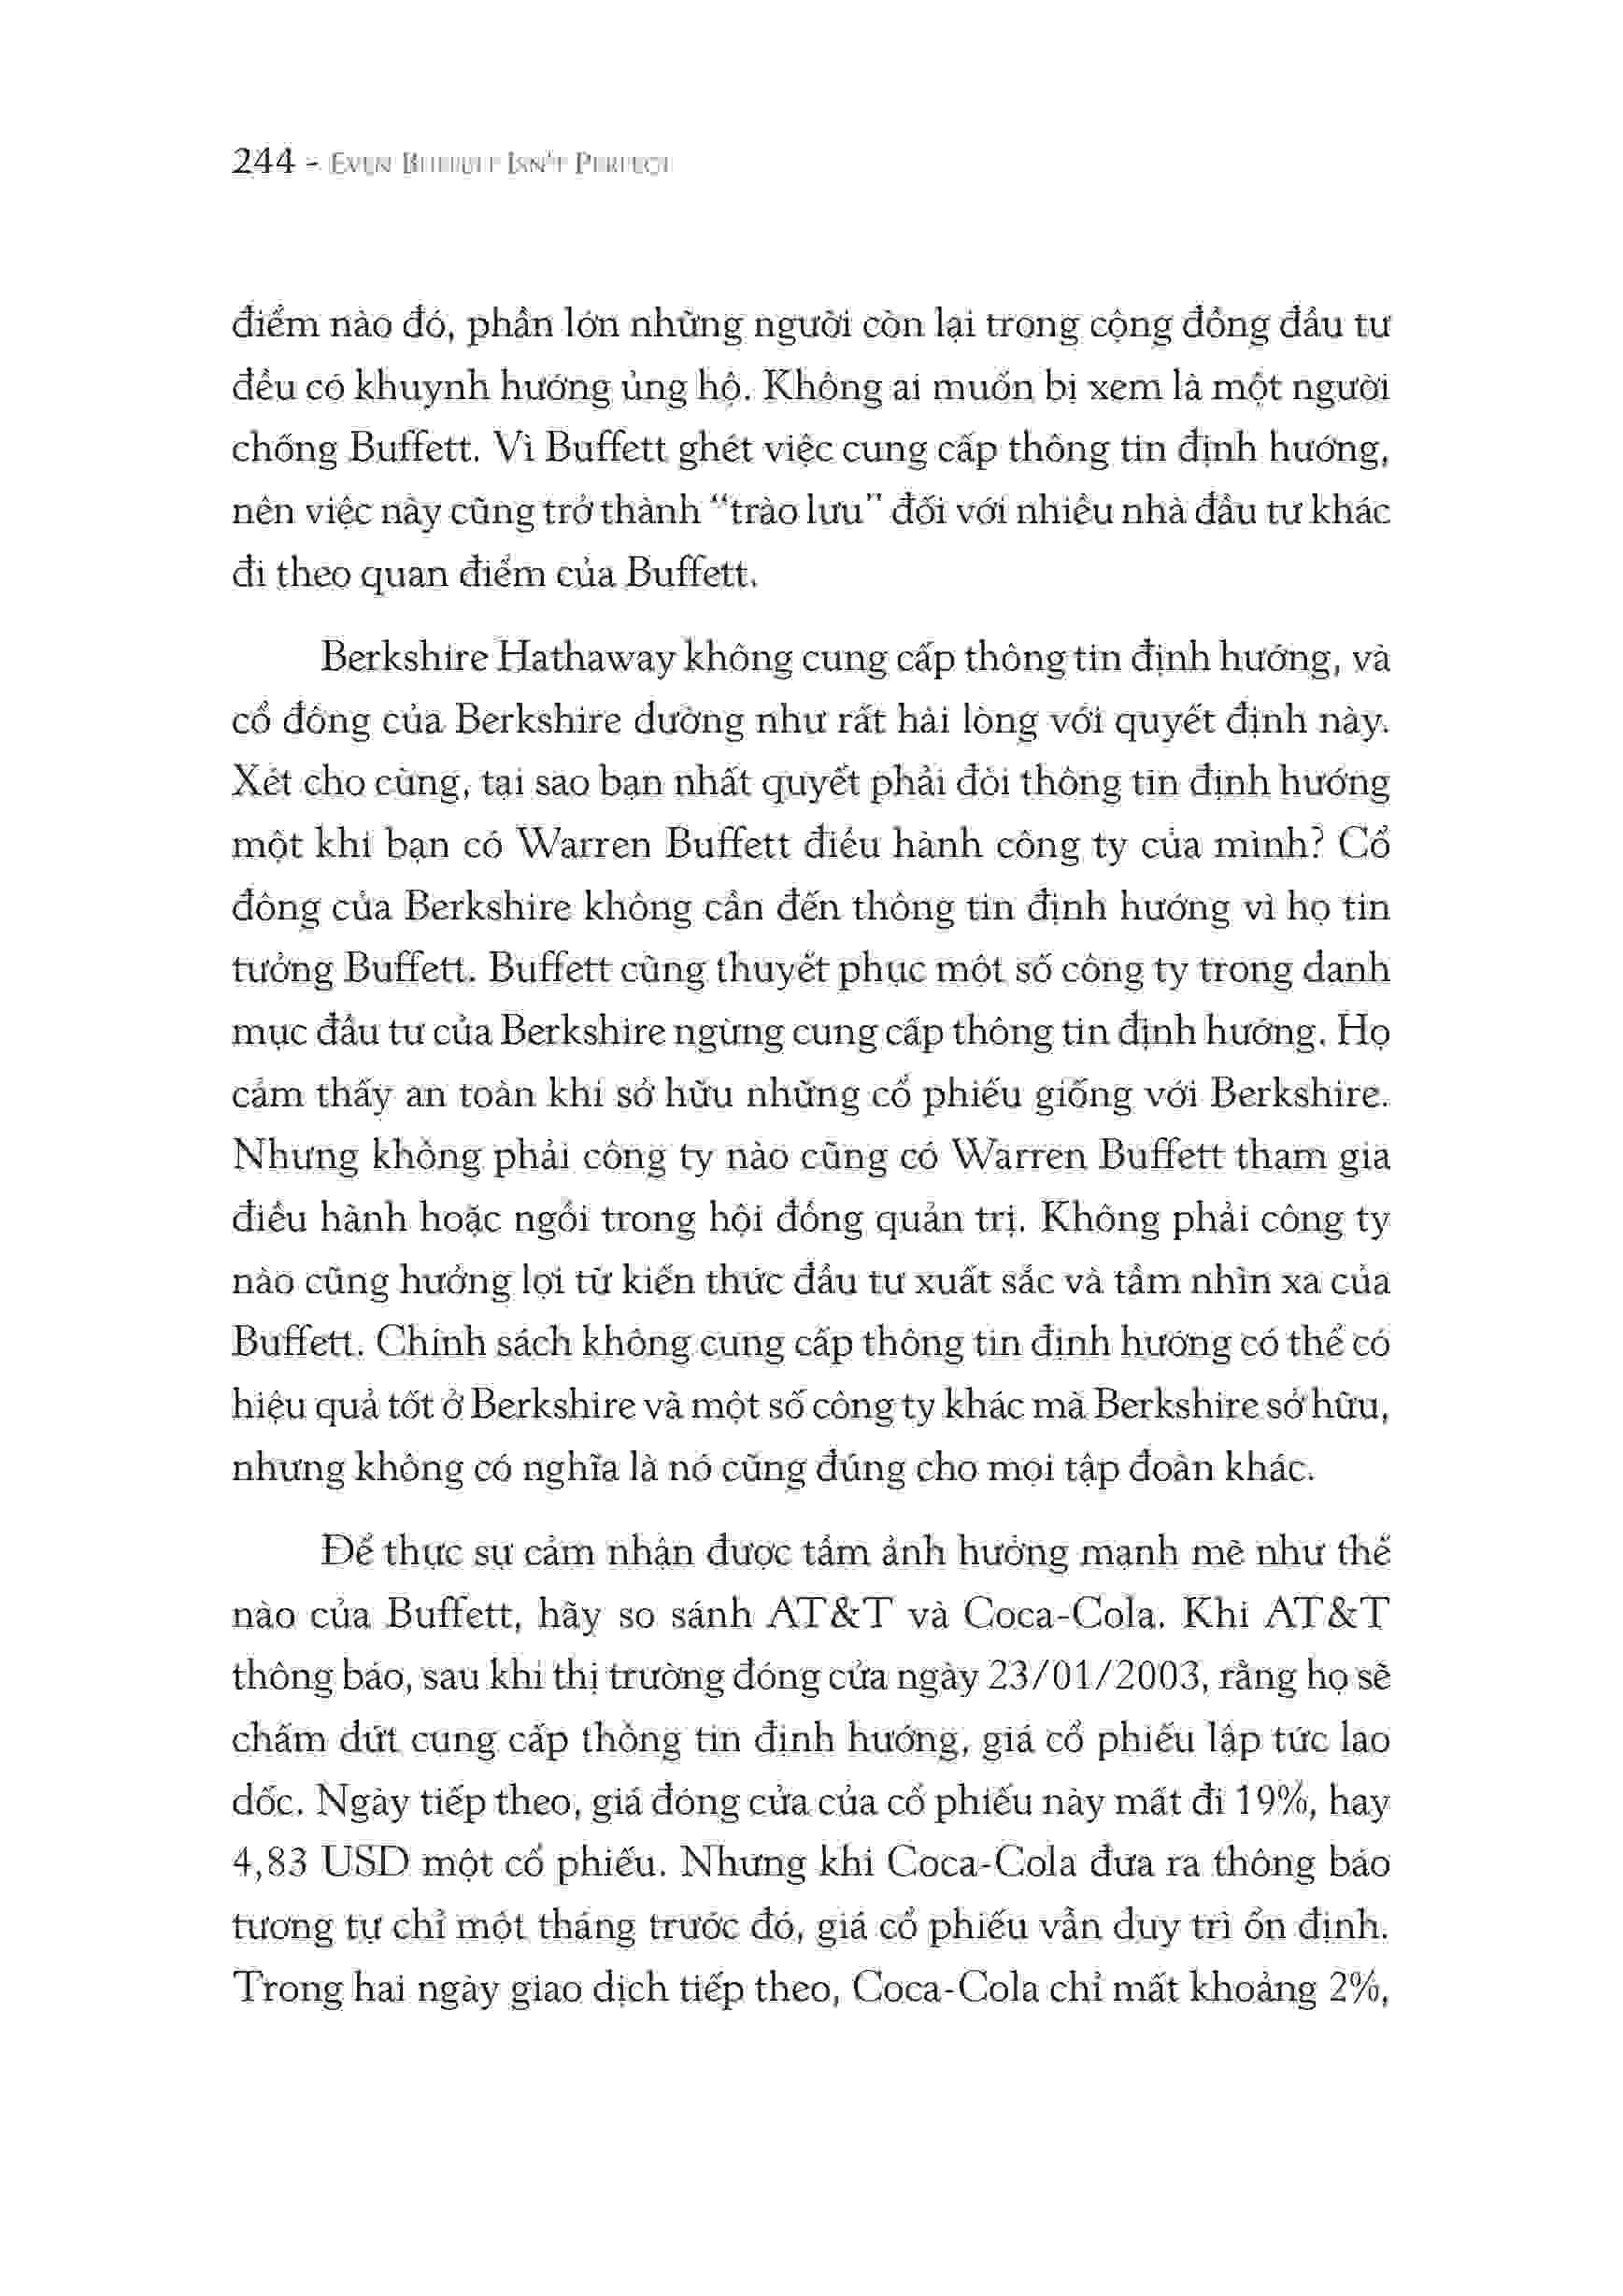 244 - EVEN BUFFETT ISN'T PERFECT
điểm nào đó, phần lớn những người còn lại trong cộng đồng đầu tư
đều có khuynh hướng ủng hộ. Không ai muốn bị xem là một người
chống Buffett. Vì Buffett ghét việc cung cấp thông tin định hướng,
nên việc này cũng trở thành “trào lưu” đối với nhiều nhà đầu tư khác
đi theo quan điểm của Buffett.
Berkshire Hathaway không cung cấp thông tin định hướng, và
cổ đông của Berkshire dường như rất hài lòng với quyết định này.
Xét cho cùng, tại sao bạn nhất quyết phải đòi thông tin định hướng
một khi bạn có Warren Buffett điều hành công ty của mình? Cổ
đông của Berkshire không cần đến thông tin định hướng vì họ tin
tưởng Buffett. Buffett cũng thuyết phục một số công ty trong danh
mục đầu tư của Berkshire ngừng cung cấp thông tin định hướng. Họ
cảm thấy an toàn khi sở hữu những cổ phiếu giống với Berkshire.
Nhưng không phải công ty nào cũng có Warren Buffett tham gia
điều hành hoặc ngồi trong hội đồng quản trị. Không phải công ty
nào cũng hưởng lợi từ kiến thức đầu tư xuất sắc và tầm nhìn xa của
Buffett. Chính sách không cung cấp thông tin định hướng có thể có
hiệu quả tốt ở Berkshire và một số công ty khác mà Berkshire sở hữu,
nhưng không có nghĩa là nó cũng đúng cho mọi tập đoàn khác.
Để thực sự cảm nhận được tầm ảnh hưởng mạnh mẽ như thế
nào của Buffett, hãy so sánh AT&T và Coca-Cola. Khi AT&T
thông báo, sau khi thị trường đóng cửa ngày 23/01/2003, rằng họ sẽ
chấm dứt cung cấp thông tin định hướng, giá cổ phiếu lập tức lao
dốc. Ngày tiếp theo, giá đóng cửa của cổ phiếu này mất đi 19%, hay
4,83 USD một cổ phiếu. Nhưng khi Coca-Cola đưa ra thông báo
tương tự chỉ một tháng trước đó, giá cổ phiếu vẫn duy trì ổn định.
Trong hai ngày giao dịch tiếp theo, Coca-Cola chỉ mất khoảng 2%,